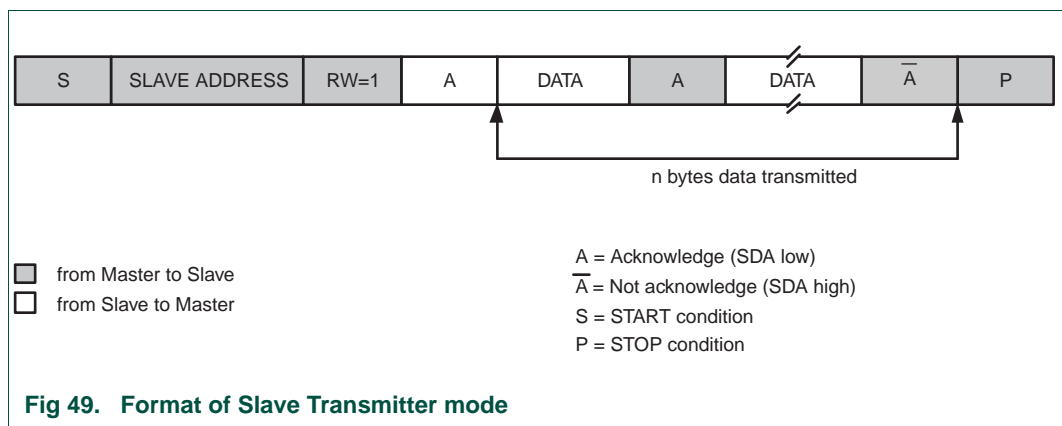 S SLAVE ADDRESS RW=1 A DATA A DATA A̅ P
n bytes data transmitted
from Master to Slave
from Slave to Master
A = Acknowledge (SDA low)
A̅ = Not acknowledge (SDA high)
S = START condition
P = STOP condition
Fig 49. Format of Slave Transmitter mode